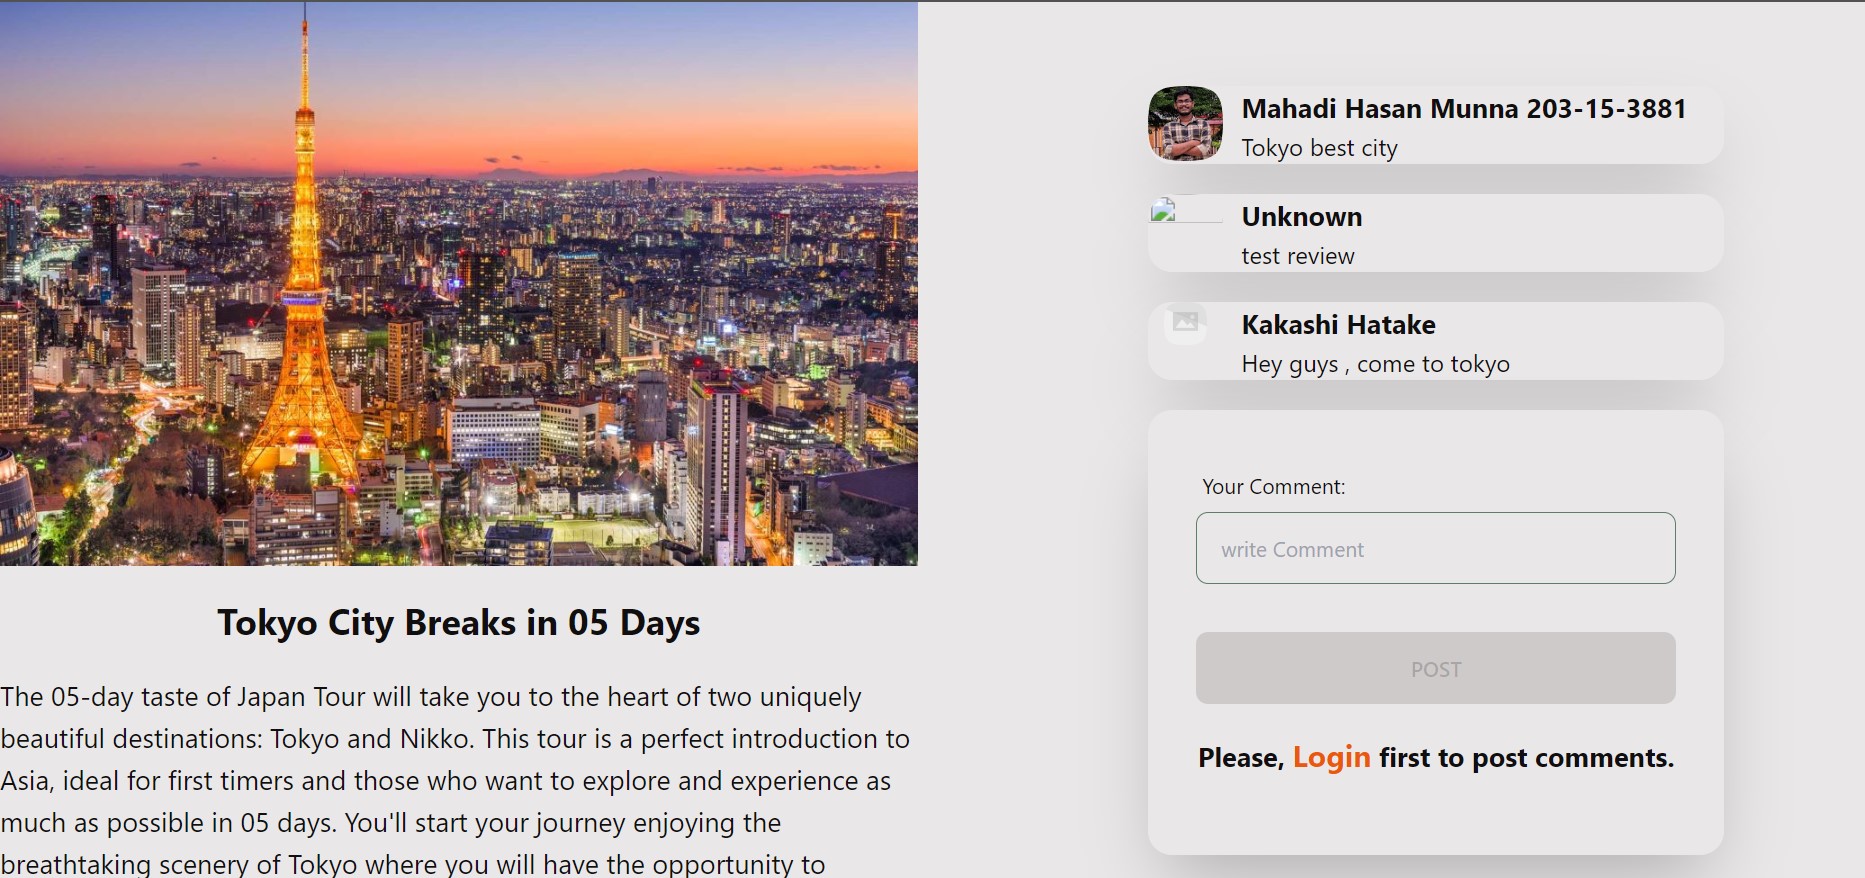 Tokyo City Breaks in 05 Days
The 05-day taste of Japan Tour will take you to the heart of two uniquely
beautiful destinations: Tokyo and Nikko. This tour is a perfect introduction to
Asia, ideal for first timers and those who want to explore and experience as
much as possible in 05 days. You'll start your journey enjoying the
breathtaking scenery of Tokyo where you will have the opportunity to
Mahadi Hasan Munna 203-15-3881
Tokyo best city
Unknown
test review
Kakashi Hatake
Hey guys , come to tokyo
Your Comment:
write Comment
POST
Please, Login first to post comments.